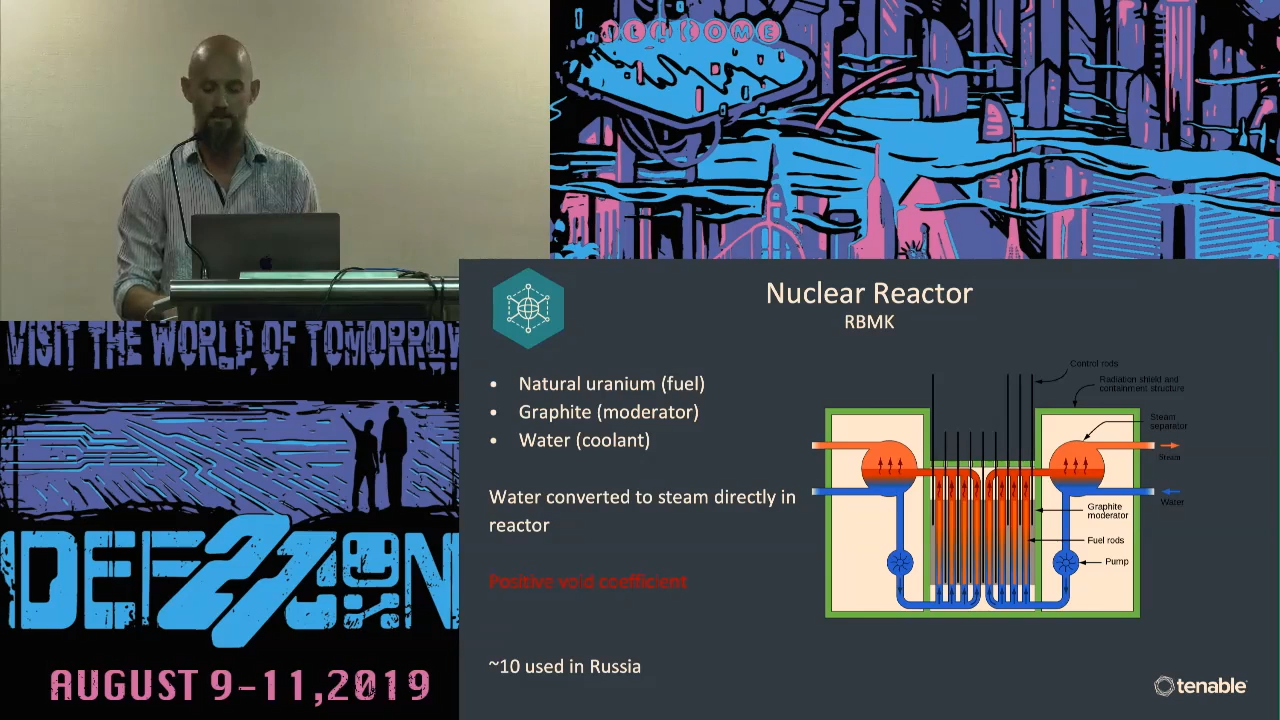 WELCOME
VISIT THE WORLD OF TOMORROW
DEF CON
27
AUGUST 9-11,2019
Nuclear Reactor
RBMK
• Natural uranium (fuel)
• Graphite (moderator)
• Water (coolant)
Water converted to steam directly in
reactor
Positive void coefficient
~10 used in Russia
Control rods
Radiation shield and
containment structure
Steam
separator
Steam
Water
Graphite
moderator
Fuel rods
Pump
tenable